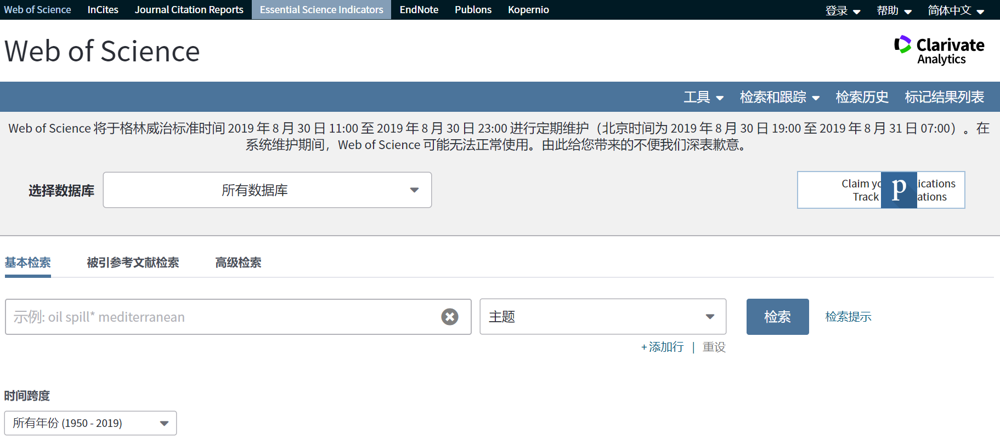 Web of Science InCites Journal Citation Reports Essential Science Indicators EndNote Publons Kopernio 登录 帮助 简体中文
Web of Science
Clarivate
Analytics
工具 检索和跟踪 检索历史 标记结果列表
Web of Science 将于格林威治标准时间 2019 年 8 月 30 日 11:00 至 2019 年 8 月 30 日 23:00 进行定期维护（北京时间为 2019 年 8 月 30 日 19:00 至 2019 年 8 月 31 日 07:00）。在
系统维护期间，Web of Science 可能无法正常使用。由此给您带来的不便我们深表歉意。
选择数据库 所有数据库
Claim
p
Track
基本检索 被引参考文献检索 高级检索
示例: oil spill* mediterranean 主题 检索 检索提示
+ 添加行 | 重设
时间跨度
所有年份 (1950 - 2019)